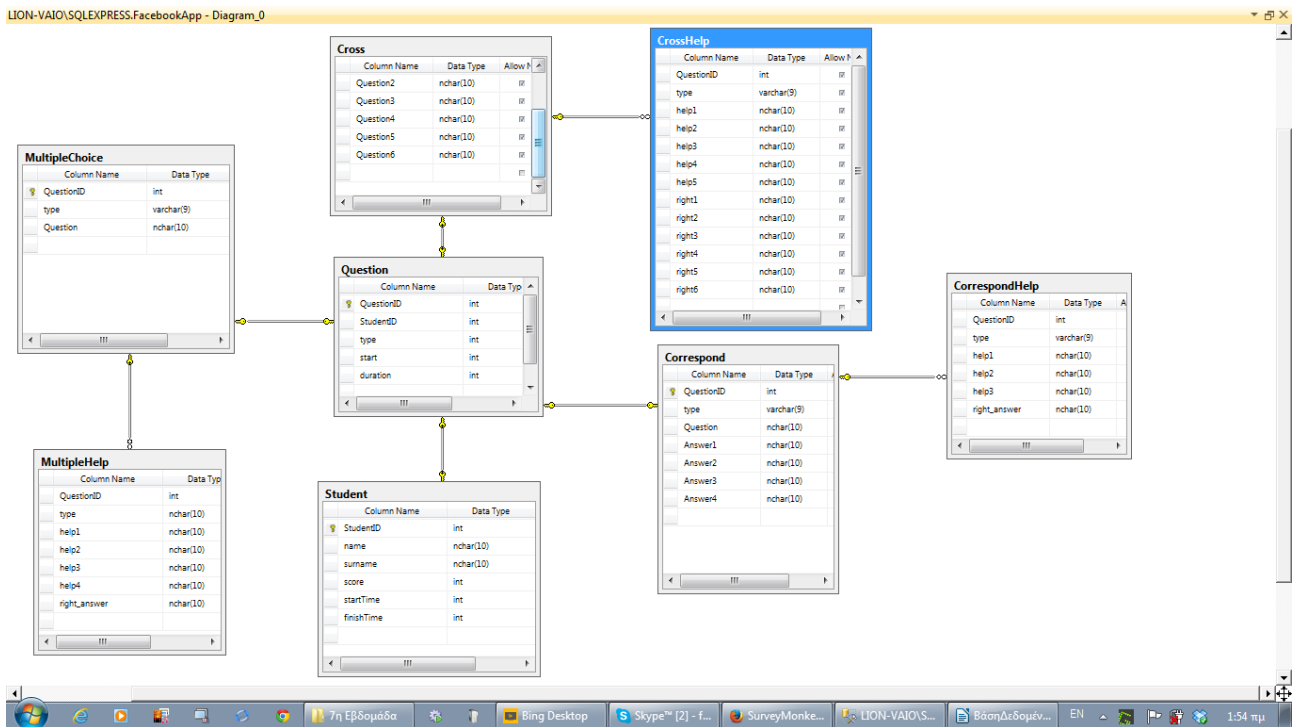 LION-VAIO\SQLEXPRESS.FacebookApp - Diagram_0
Cross
Column Name Data Type Allow N
Question2 nchar(10)
Question3 nchar(10)
Question4 nchar(10)
Question5 nchar(10)
Question6 nchar(10)
CrossHelp
Column Name Data Type Allow N
QuestionID int
type varchar(9)
help1 nchar(10)
help2 nchar(10)
help3 nchar(10)
help4 nchar(10)
help5 nchar(10)
right1 nchar(10)
right2 nchar(10)
right3 nchar(10)
right4 nchar(10)
right5 nchar(10)
right6 nchar(10)
MultipleChoice
Column Name Data Type
QuestionID int
type varchar(9)
Question nchar(10)
Question
Column Name Data Typ
QuestionID int
StudentID int
type int
start int
duration int
CorrespondHelp
Column Name Data Type A
QuestionID int
type varchar(9)
help1 nchar(10)
help2 nchar(10)
help3 nchar(10)
right_answer nchar(10)
Correspond
Column Name Data Type A
QuestionID int
type varchar(9)
Question nchar(10)
Answer1 nchar(10)
Answer2 nchar(10)
Answer3 nchar(10)
Answer4 nchar(10)
MultipleHelp
Column Name Data Typ
QuestionID int
type nchar(10)
help1 nchar(10)
help2 nchar(10)
help3 nchar(10)
help4 nchar(10)
right_answer nchar(10)
Student
Column Name Data Type
StudentID int
name nchar(10)
surname nchar(10)
score int
startTime int
finishTime int
7η Εβδομάδα Bing Desktop Skype™ [2] - f... SurveyMonke... LION-VAIO\S... ΒάσηΔεδομέν... EN 1:54 πμ